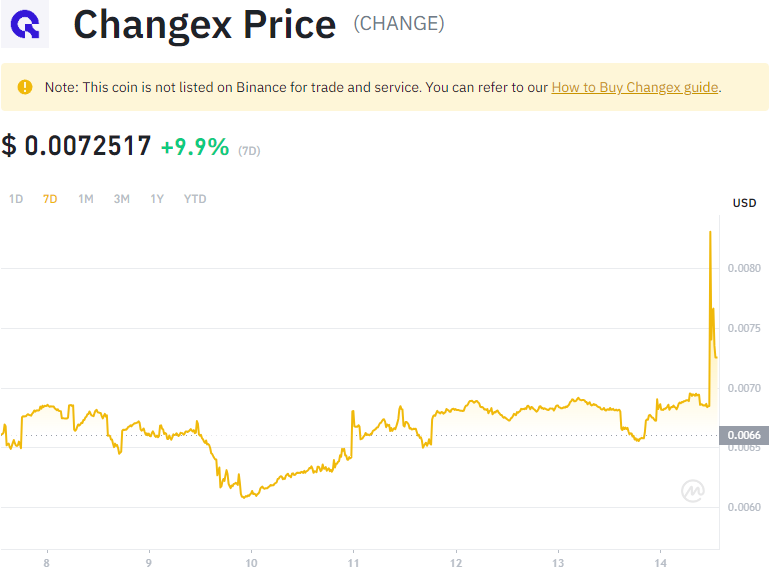 Changex Price (CHANGE)
Note: This coin is not listed on Binance for trade and service. You can refer to our How to Buy Changex guide.
$ 0.0072517 +9.9% (7D)
1D 7D 1M 3M 1Y YTD
USD
0.0080
0.0075
0.0070
0.0066
0.0065
0.0060
8 9 10 11 12 13 14